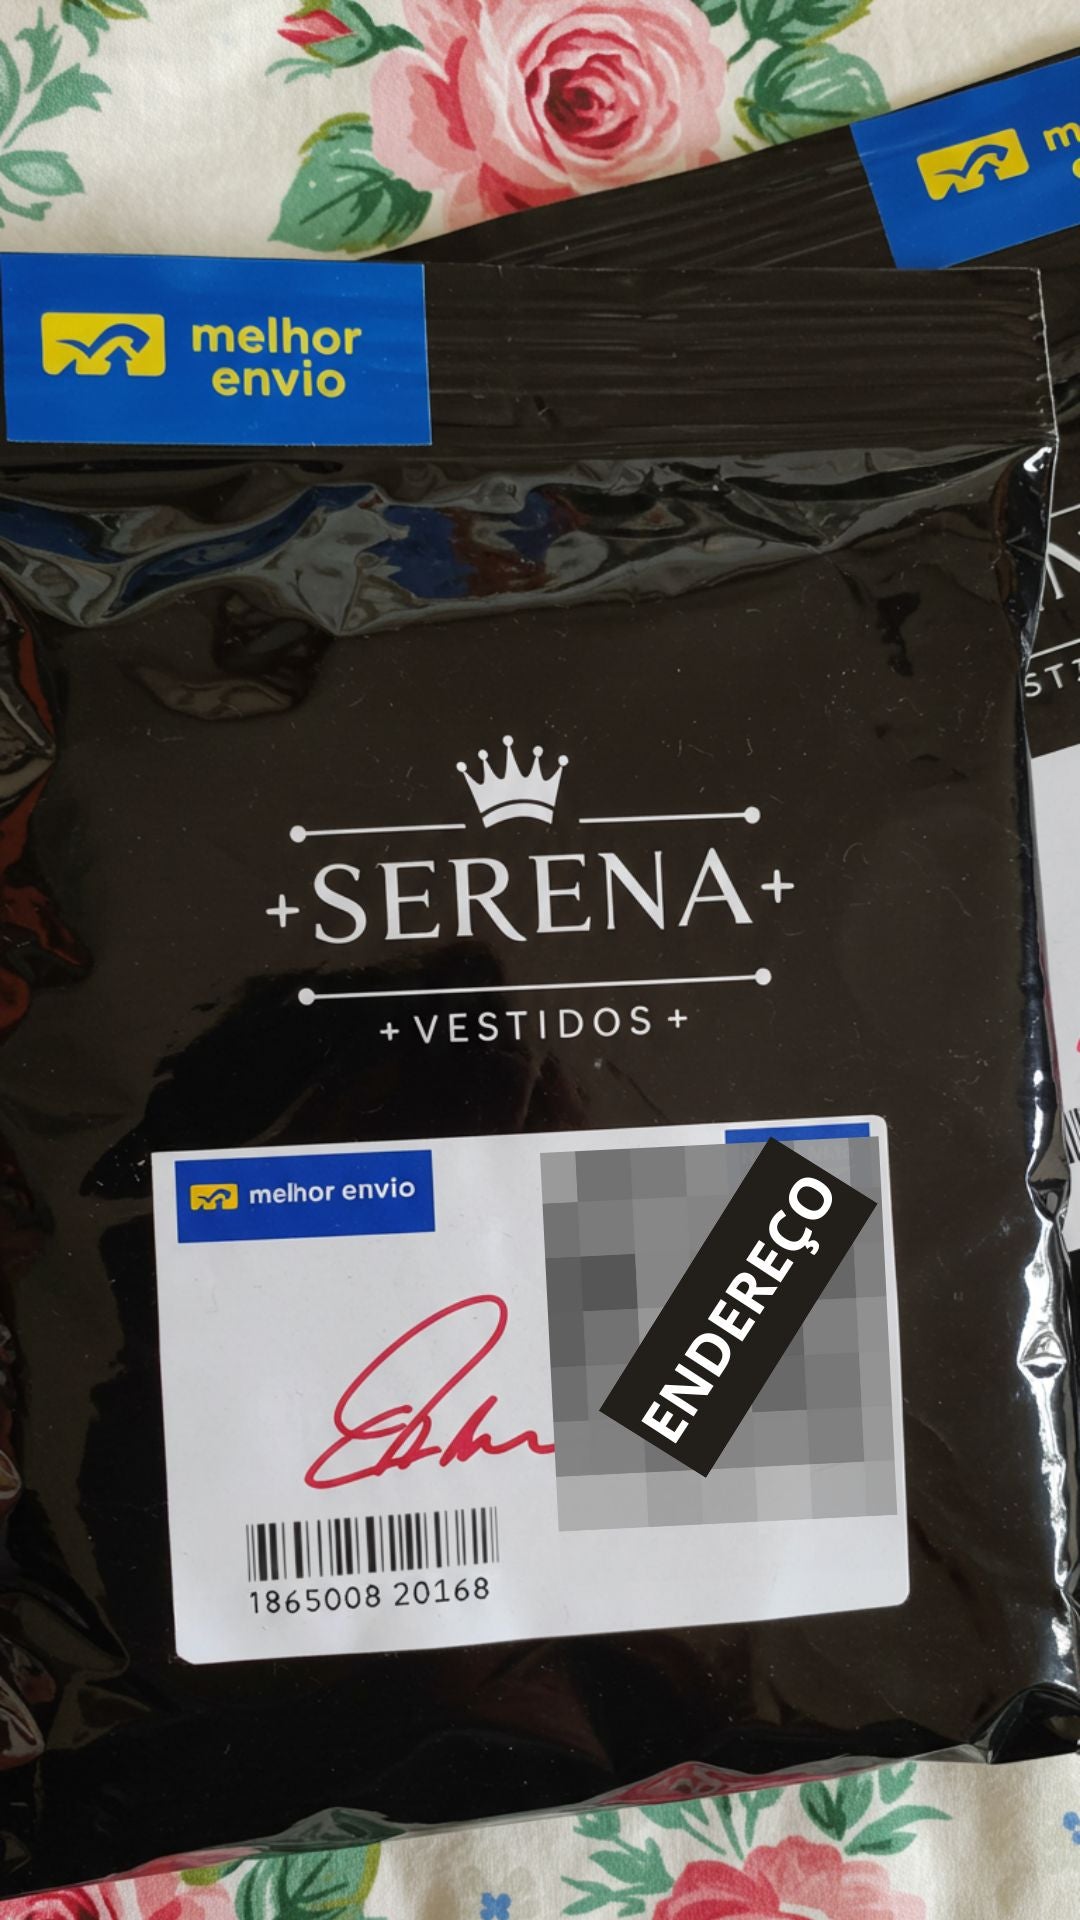 melhor
envio
SERENA
+ VESTIDOS +
melhor envio
ENDEREÇO
1865008 20168